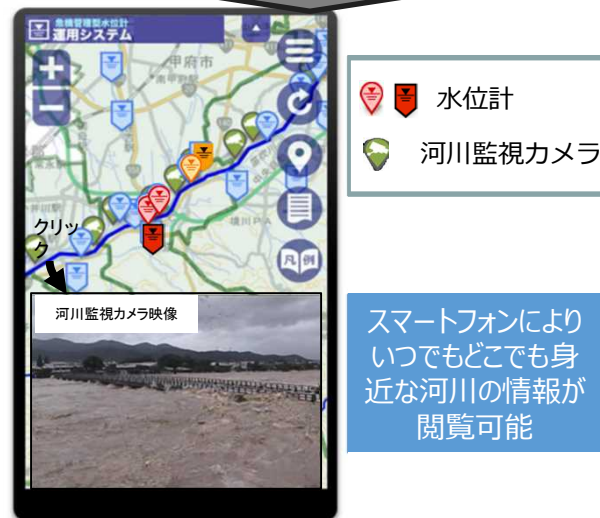 危機管理型水位計
運用システム
甲府市
凡例
クリッ
ク
河川監視カメラ映像
水位計
河川監視カメラ
スマートフォンにより
いつでもどこでも身
近な河川の情報が
閲覧可能